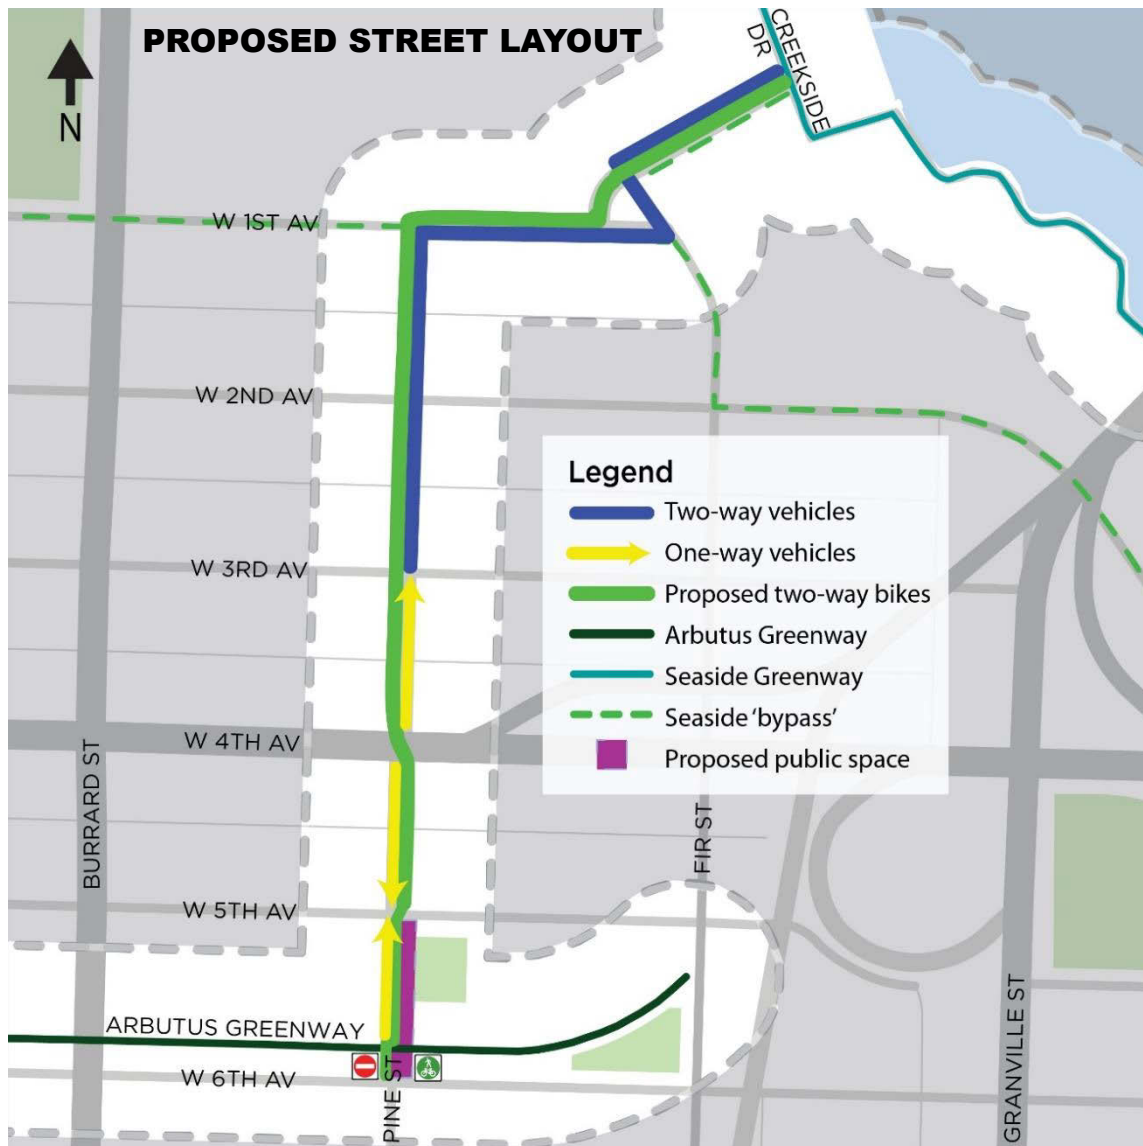 PROPOSED STREET LAYOUT
N
CREEKSIDE
DR
W 1ST AV
W 2ND AV
Legend
Two-way vehicles
One-way vehicles
Proposed two-way bikes
Arbutus Greenway
Seaside Greenway
Seaside ‘bypass’
Proposed public space
W 3RD AV
W 4TH AV
BURRARD ST
FIR ST
W 5TH AV
ARBUTUS GREENWAY
W 6TH AV
PINE ST
GRANVILLE ST